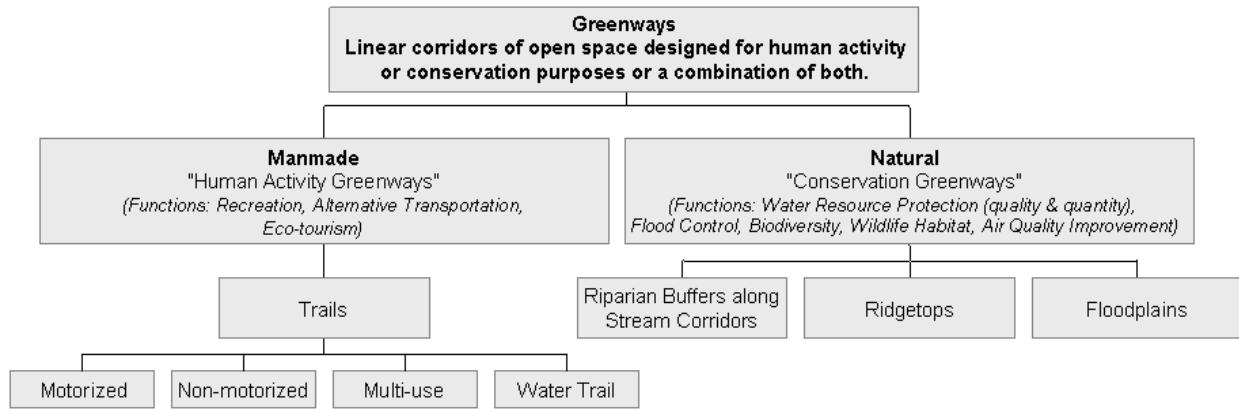 Greenways
Linear corridors of open space designed for human activity
or conservation purposes or a combination of both.
Manmade
"Human Activity Greenways"
(Functions: Recreation, Alternative Transportation,
Eco-tourism)
Natural
"Conservation Greenways"
(Functions: Water Resource Protection (quality & quantity),
Flood Control, Biodiversity, Wildlife Habitat, Air Quality Improvement)
Trails
Riparian Buffers along
Stream Corridors
Ridgetops
Floodplains
Motorized
Non-motorized
Multi-use
Water Trail